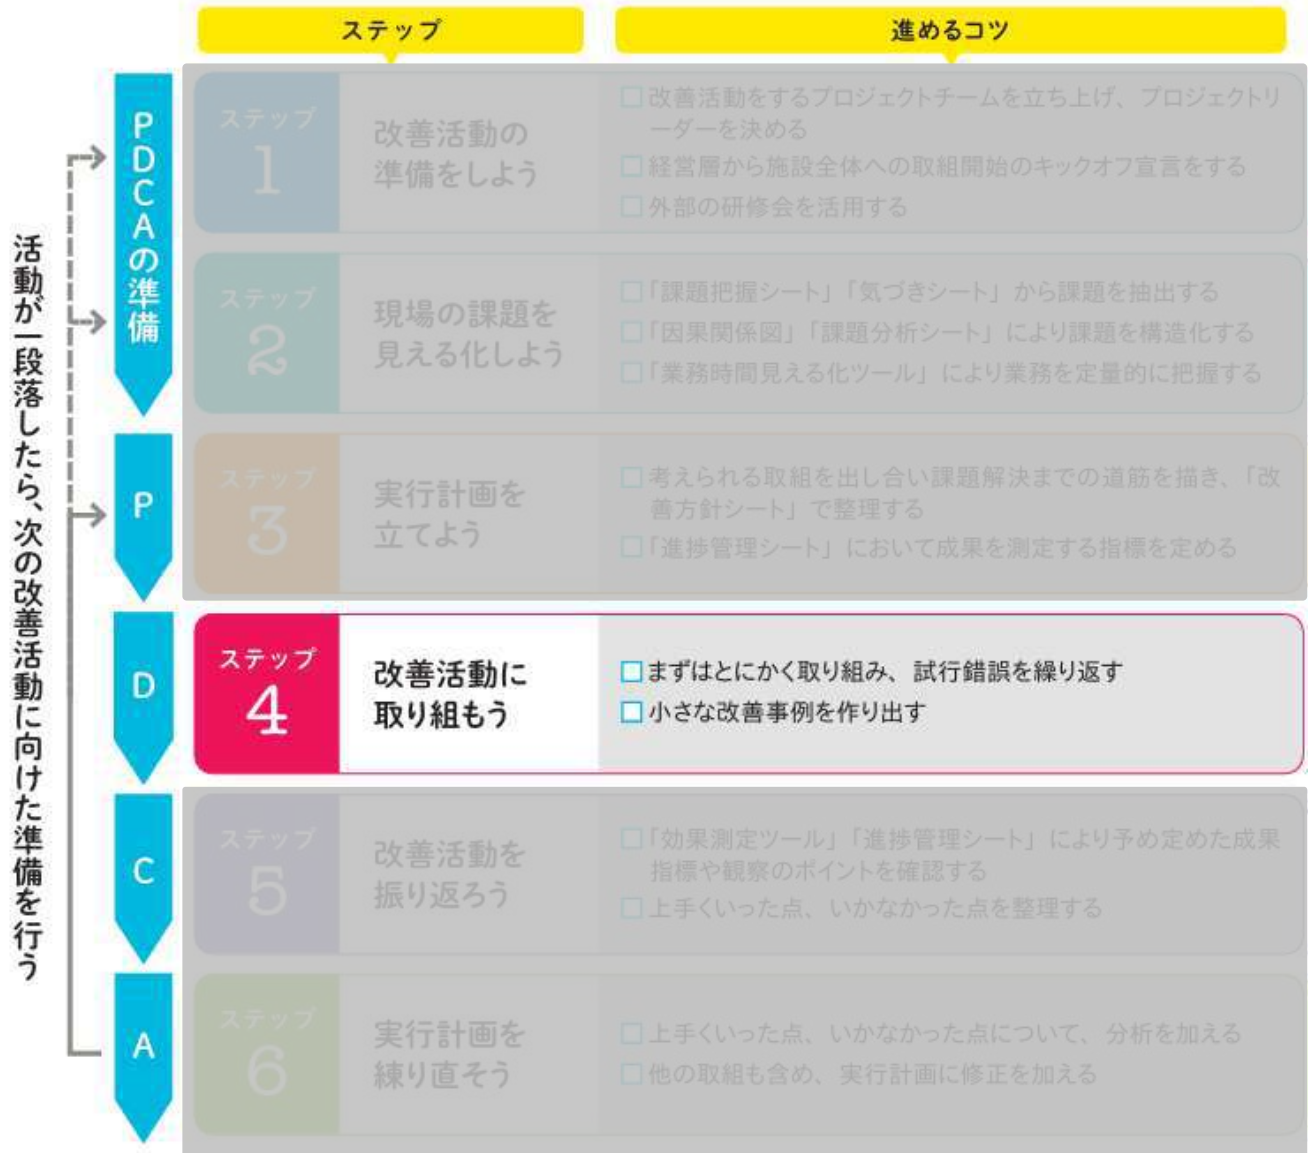 ステップ
進めるコツ
活動が一段落したら、次の改善活動に向けた準備を行う
PDCAの準備
ステップ
1
改善活動の
準備をしよう
□改善活動をするプロジェクトチームを立ち上げ、プロジェクトリ
ーダーを決める
□経営層から施設全体への取組開始のキックオフ宣言をする
□外部の研修会を活用する
ステップ
2
現場の課題を
見える化しよう
□「課題把握シート」「気づきシート」から課題を抽出する
□「因果関係図」「課題分析シート」により課題を構造化する
□「業務時間見える化ツール」により業務を定量的に把握する
P
ステップ
3
実行計画を
立てよう
□考えられる取組を出し合い課題解決までの道筋を描き、「改
善方針シート」で整理する
□「進捗管理シート」において成果を測定する指標を定める
D
ステップ
4
改善活動に
取り組もう
□まずはとにかく取り組み、試行錯誤を繰り返す
□小さな改善事例を作り出す
C
ステップ
5
改善活動を
振り返ろう
□「効果測定ツール」「進捗管理シート」により予め定めた成果
指標や観察のポイントを確認する
□上手くいった点、いかなかった点を整理する
A
ステップ
6
実行計画を
練り直そう
□上手くいった点、いかなかった点について、分析を加える
□他の取組も含め、実行計画に修正を加える